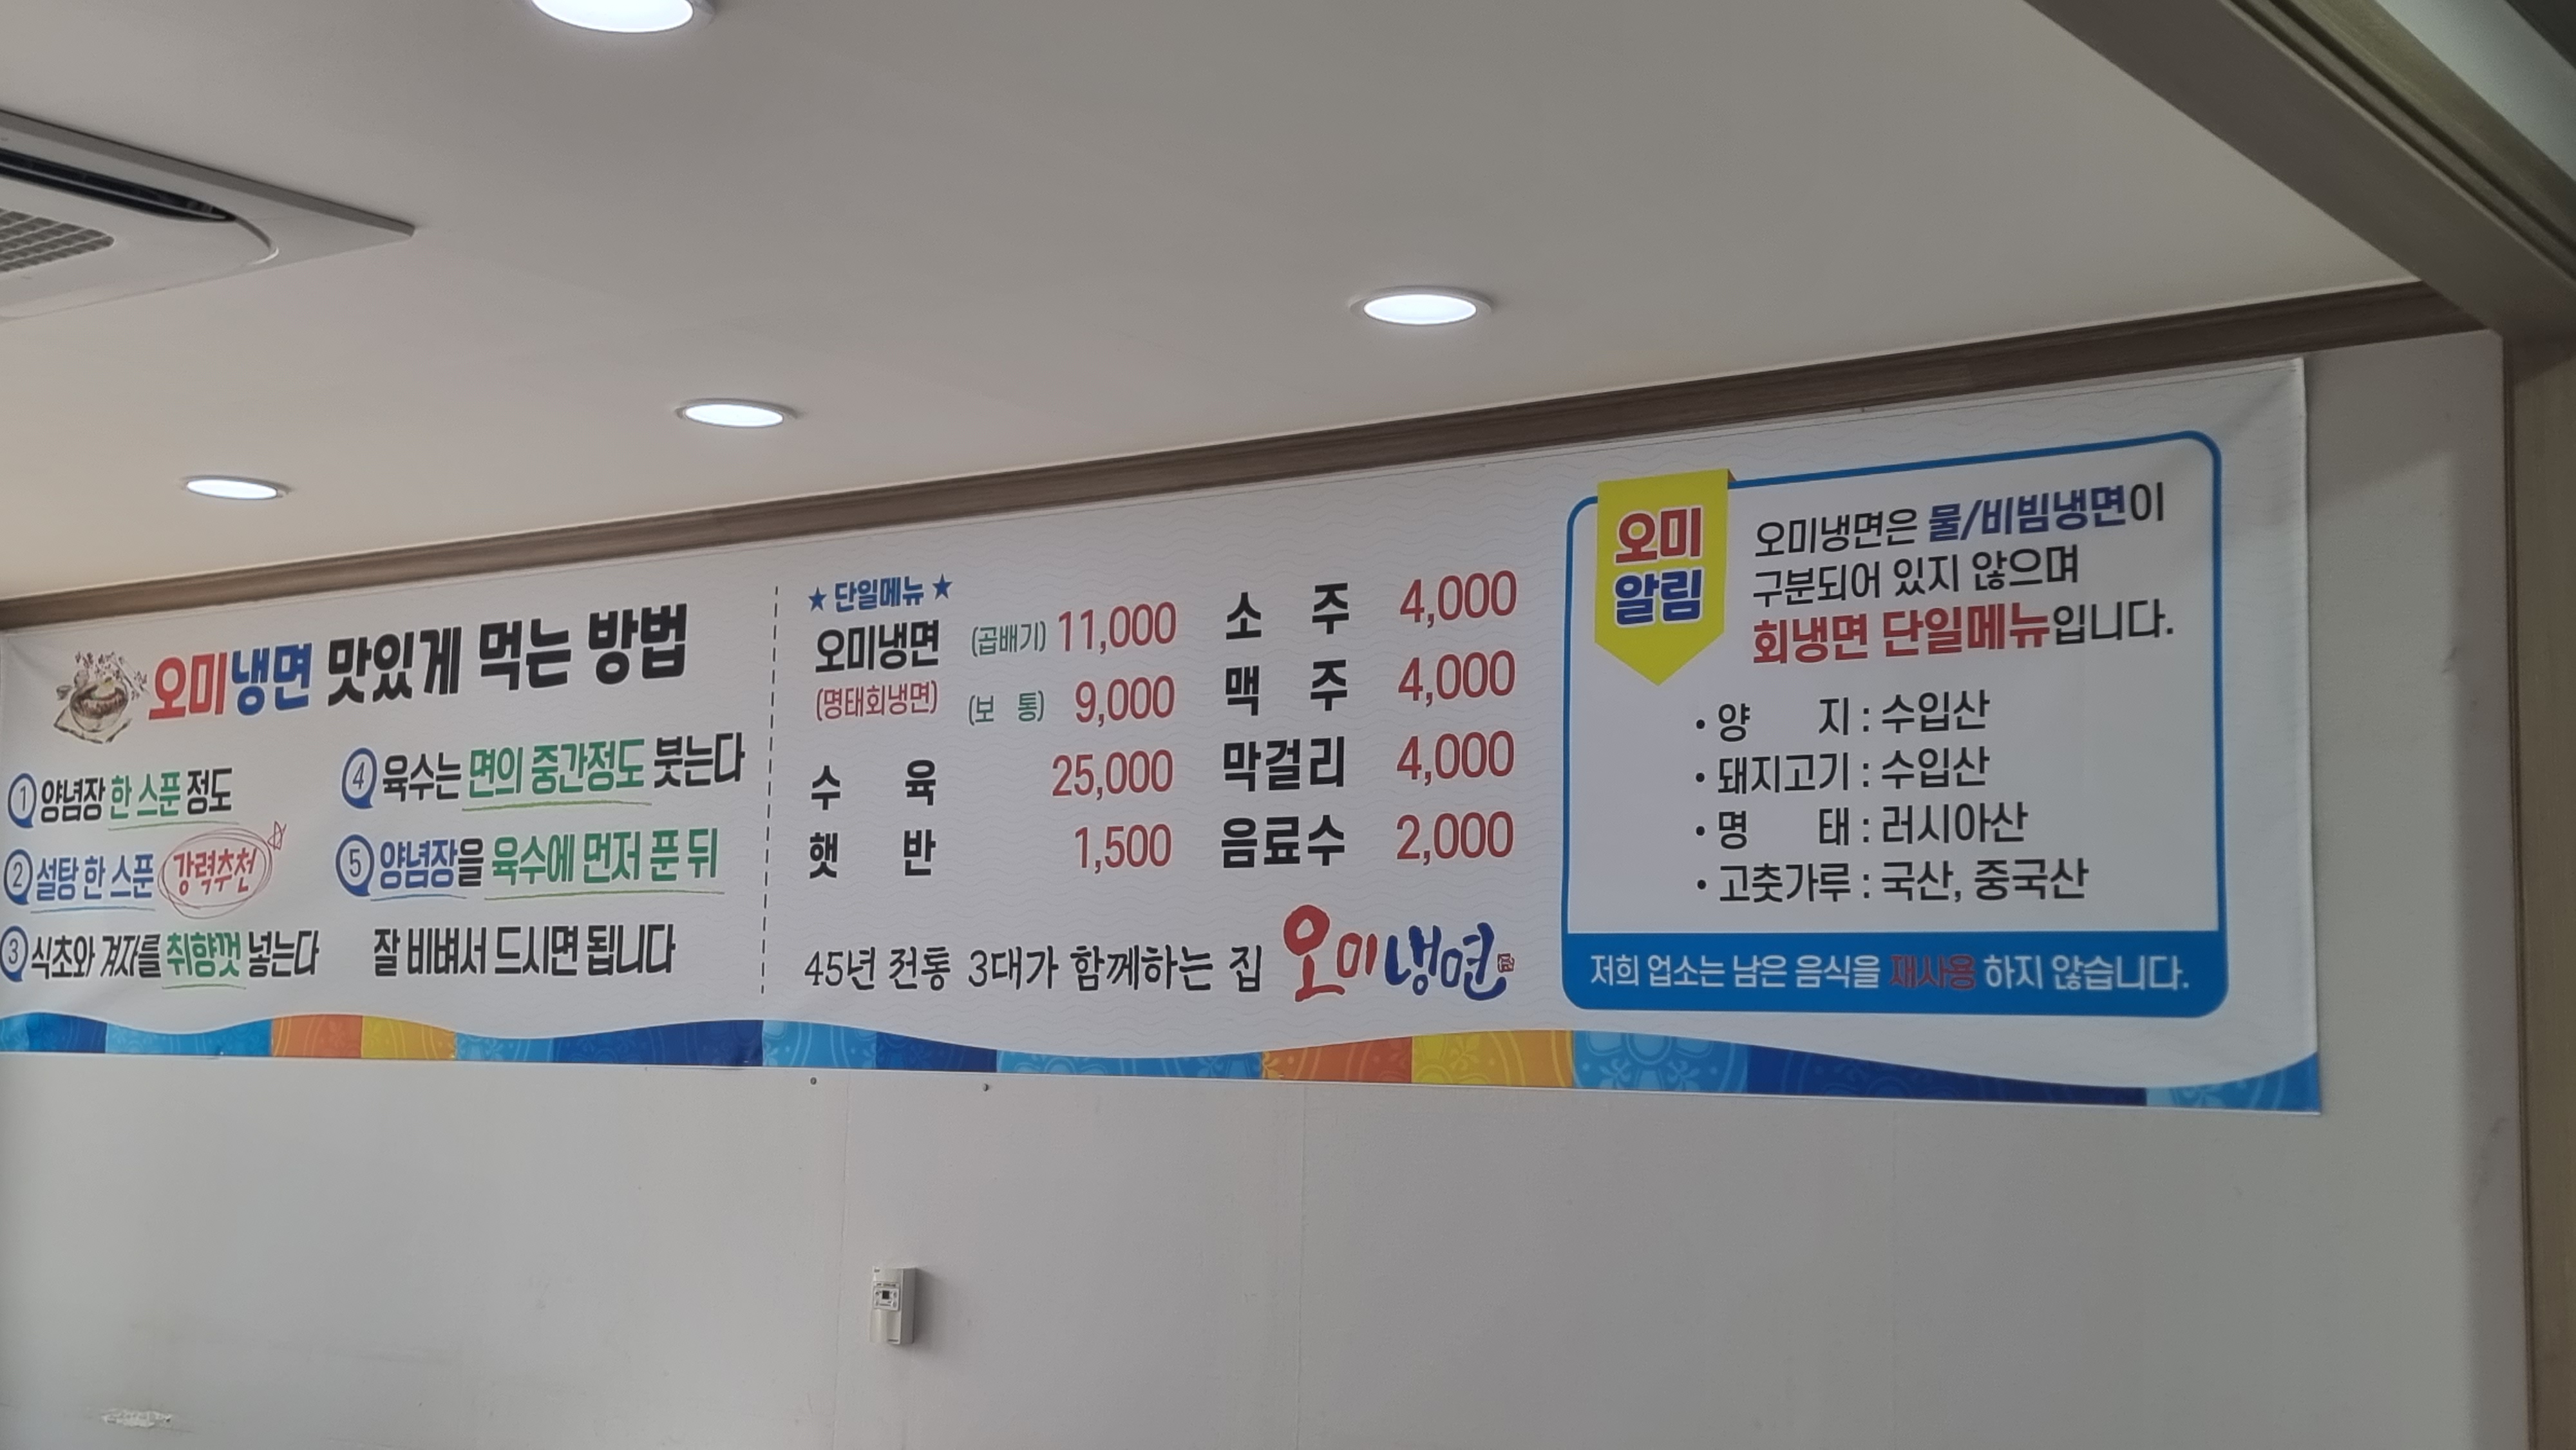 오미냉면 맛있게 먹는 방법
① 양념장 한 스푼 정도
② 설탕 한 스푼 강력추천
③ 식초와 겨자를 취향껏 넣는다
④ 육수는 면의 중간정도 붓는다
⑤ 양념장을 육수에 먼저 푼 뒤
잘 비벼서 드시면 됩니다
★ 단일메뉴 ★
오미냉면 (곱배기) 11,000
(명태회냉면) (보 통) 9,000
수 육 25,000
햇 반 1,500
소 주 4,000
맥 주 4,000
막걸리 4,000
음료수 2,000
45년 전통 3대가 함께하는 집 오미냉면
오미
알림
오미냉면은 물/비빔냉면이
구분되어 있지 않으며
회냉면 단일메뉴입니다.
• 양 지 : 수입산
• 돼지고기 : 수입산
• 명 태 : 러시아산
• 고춧가루 : 국산, 중국산
저희 업소는 남은 음식을 재사용 하지 않습니다.